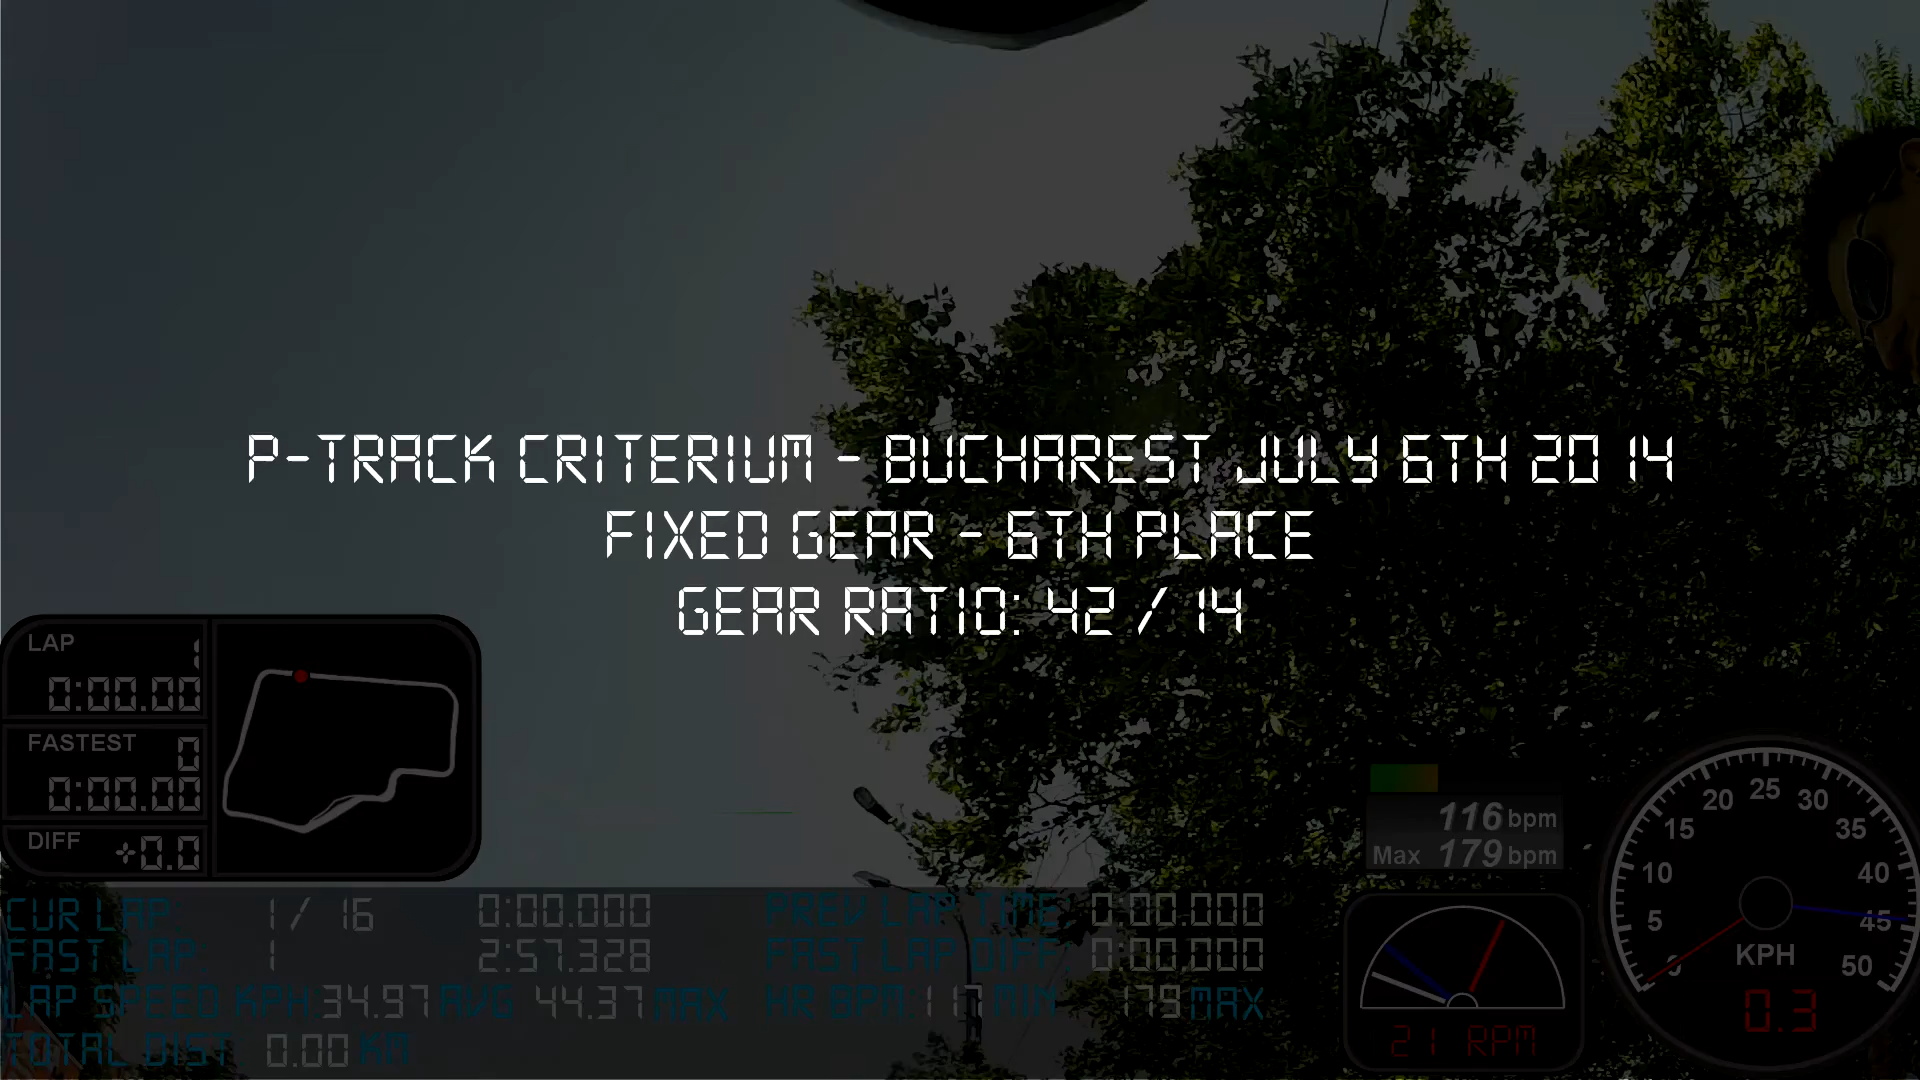 P-TRACK CRITERIUM - BUCHAREST JULY 6TH 2014
FIXED GEAR - 6TH PLACE
GEAR RATIO: 42 / 14
LAP 1
0:00.00
FASTEST 0
0:00.00
DIFF +0.0
CUR LAP: 1 / 16 0:00.000 PREV LAP TIME: 0:00.000
FAST LAP: 1 2:57.328 FAST LAP DIFF: 0:00.000
LAP SPEED KPH: 34.97 AVG 44.37 MAX HR BPM: 117 MIN 179 MAX
TOTAL DIST: 0.00 KM
116 bpm
Max 179 bpm
21 RPM
0 5 10 15 20 25 30 35 40 45 50
KPH
0.3